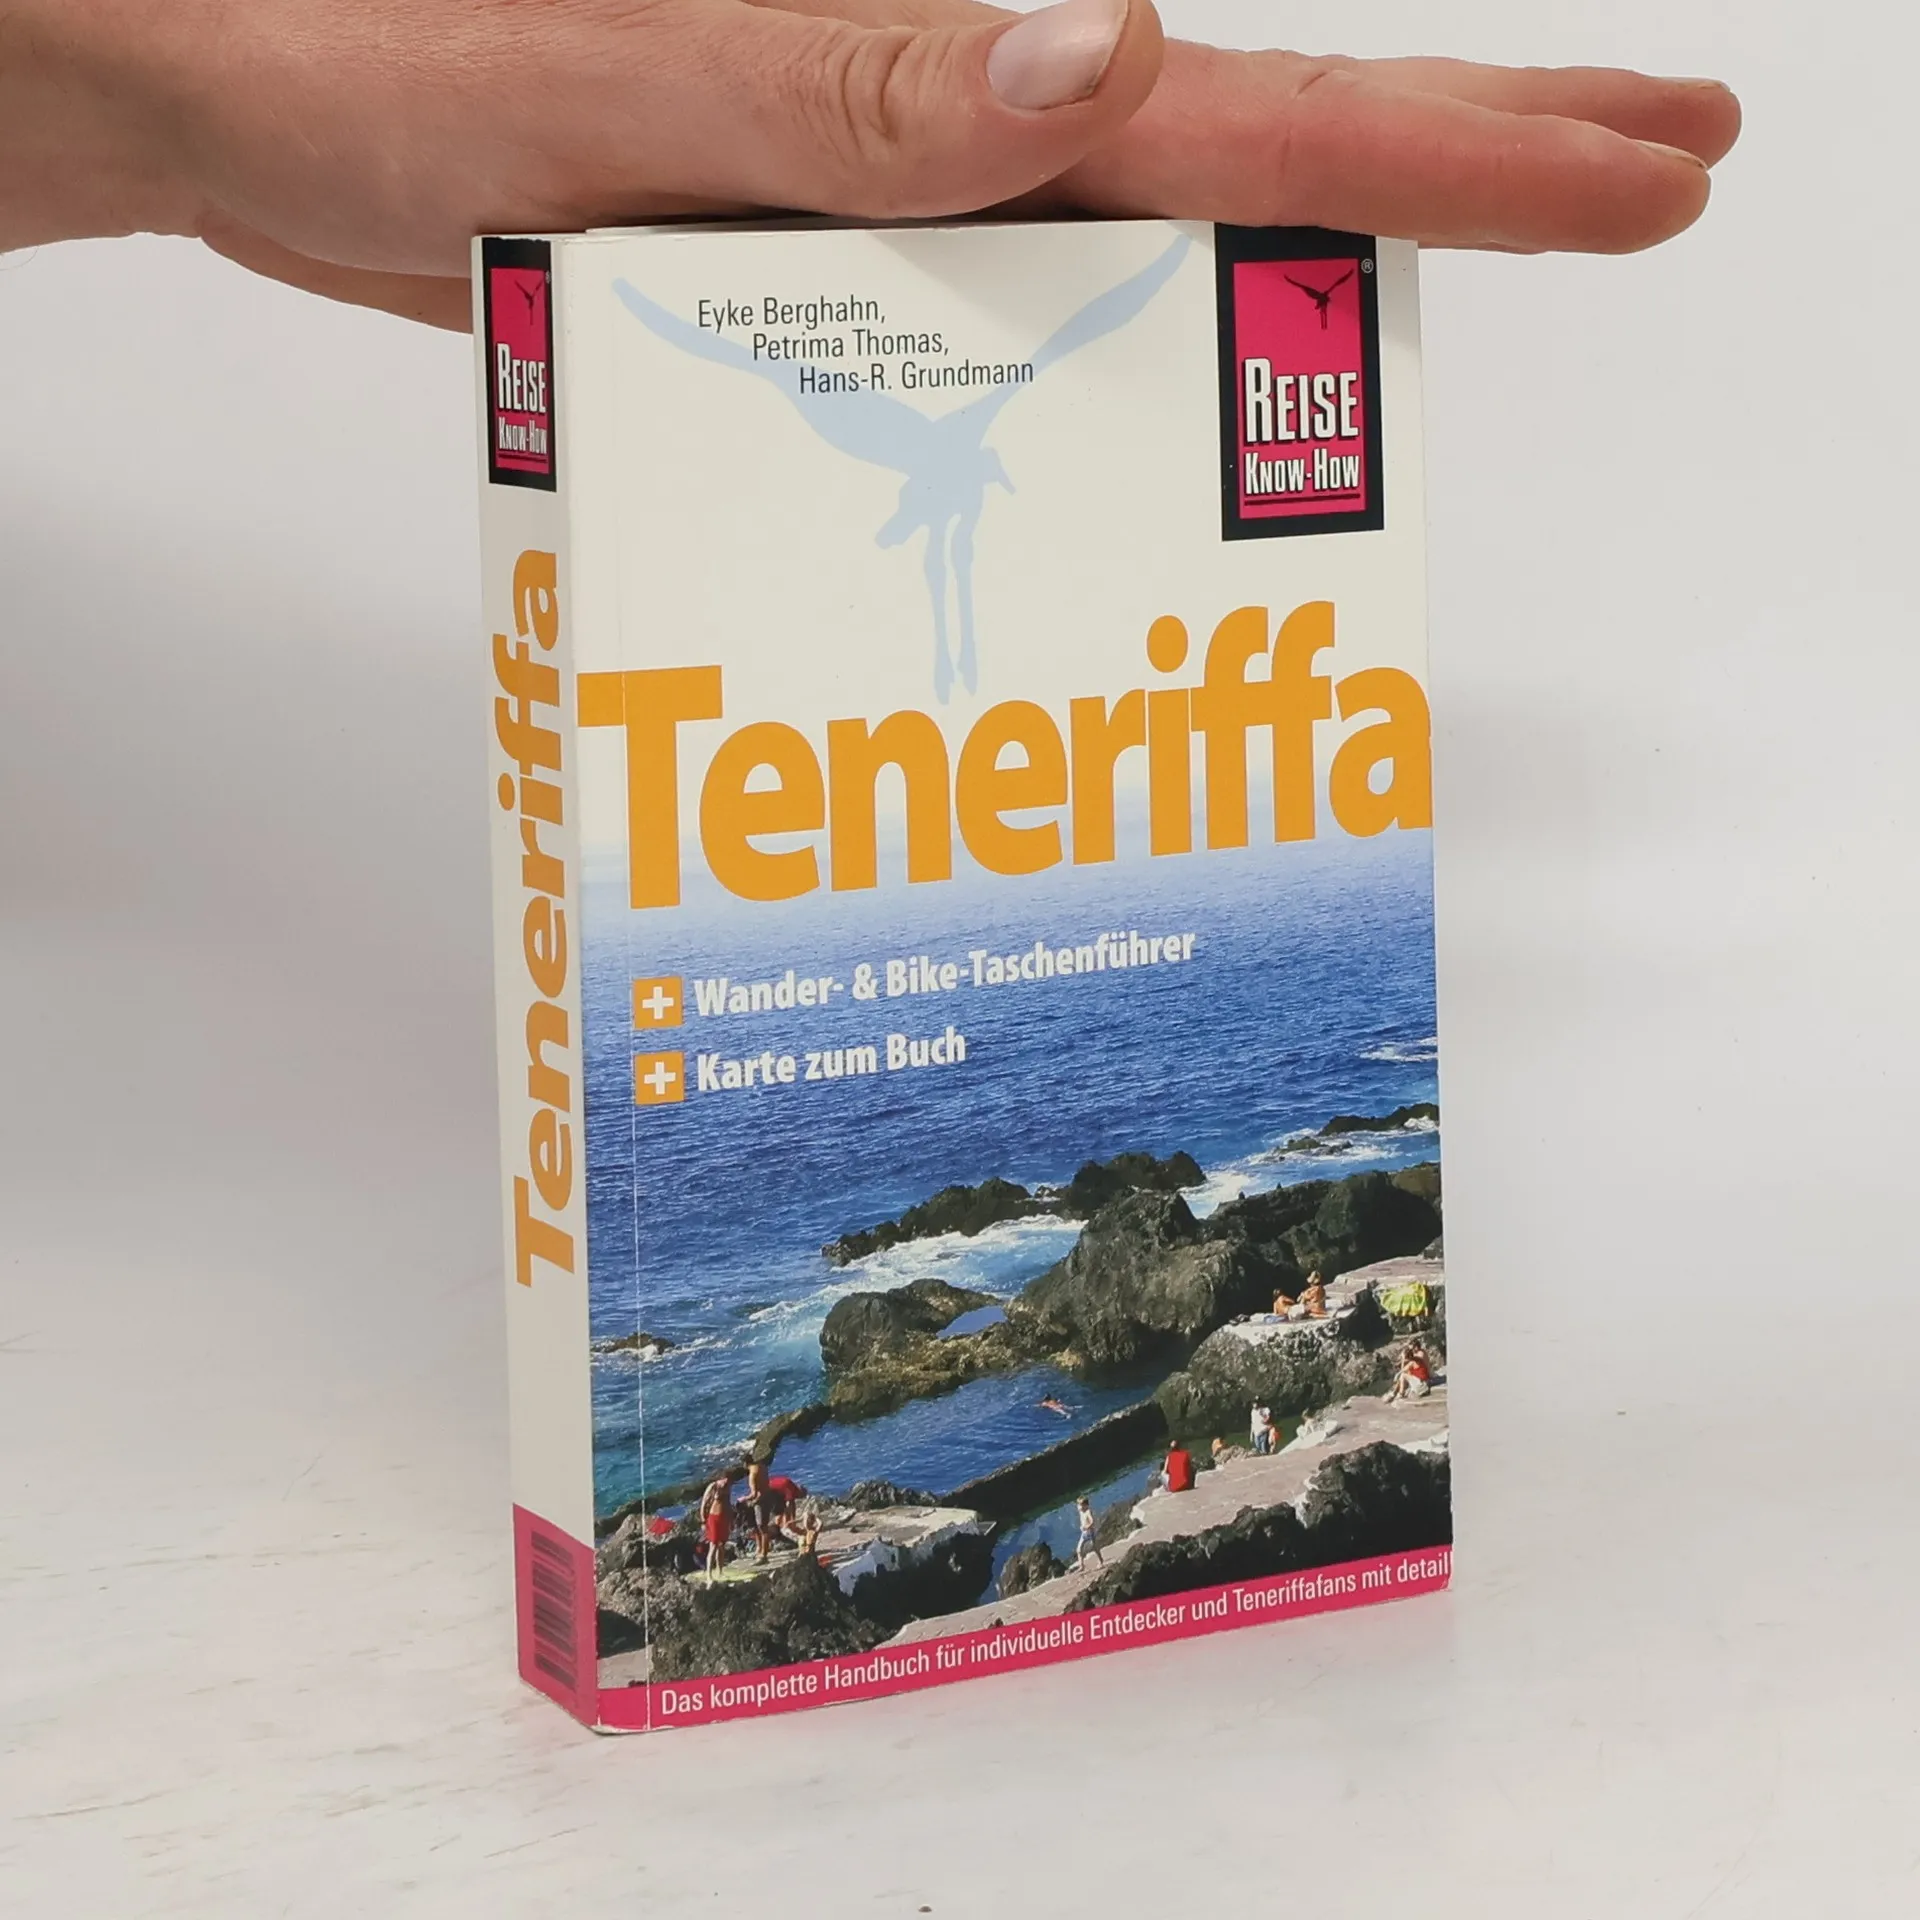 REISE
KNOW-HOW
Teneriffa
Eyke Berghahn,
Petrima Thomas,
Hans-R. Grundmann
®
REISE
KNOW-HOW
Teneriffa
+ Wander- & Bike-Taschenführer
+ Karte zum Buch
Das komplette Handbuch für individuelle Entdecker und Teneriffafans mit detail